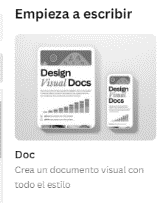 Empieza a escribir
Design
Visual Docs
Design
Visual
Docs
Doc
Crea un documento visual con
todo el estilo